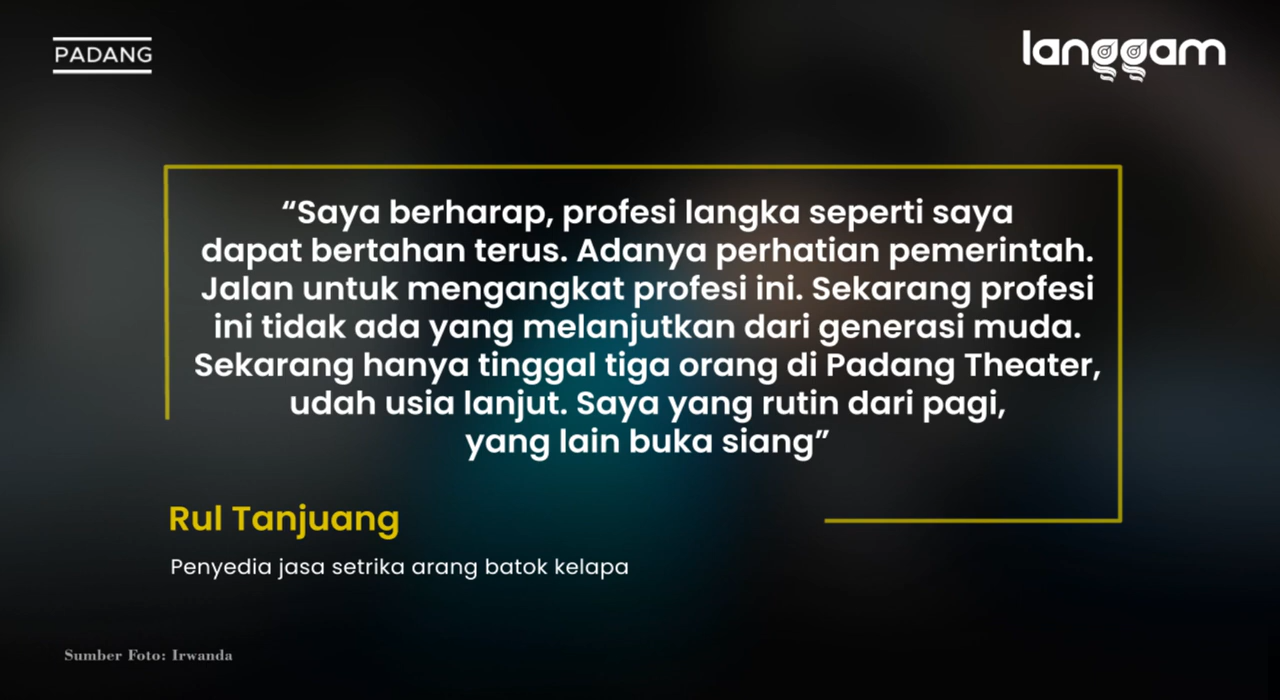 PADANG
langgam
“Saya berharap, profesi langka seperti saya
dapat bertahan terus. Adanya perhatian pemerintah.
Jalan untuk mengangkat profesi ini. Sekarang profesi
ini tidak ada yang melanjutkan dari generasi muda.
Sekarang hanya tinggal tiga orang di Padang Theater,
udah usia lanjut. Saya yang rutin dari pagi,
yang lain buka siang”
Rul Tanjuang
Penyedia jasa setrika arang batok kelapa
Sumber Foto: Irwanda